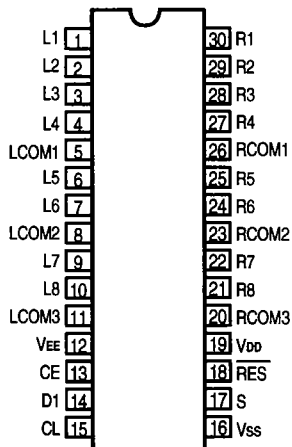 L1 1 30 R1
L2 2 29 R2
L3 3 28 R3
L4 4 27 R4
LCOM1 5 26 RCOM1
L5 6 25 R5
L6 7 24 R6
LCOM2 8 23 RCOM2
L7 9 22 R7
L8 10 21 R8
LCOM3 11 20 RCOM3
VEE 12 19 VDD
CE 13 18 RES
D1 14 17 S
CL 15 16 Vss